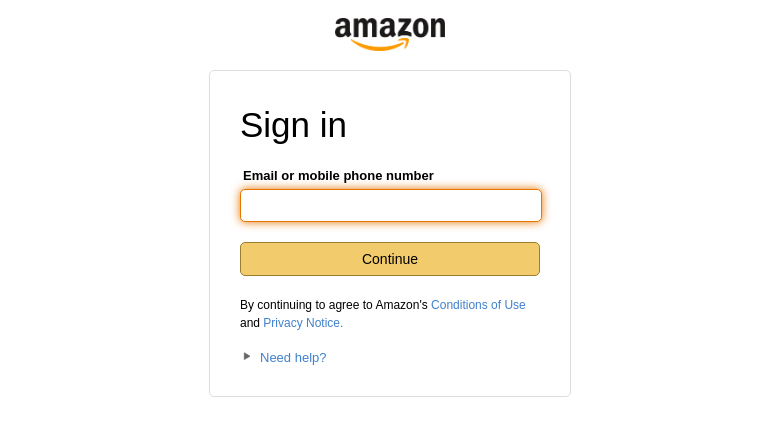 amazon
Sign in
Email or mobile phone number
Continue
By continuing to agree to Amazon's Conditions of Use
and Privacy Notice.
Need help?